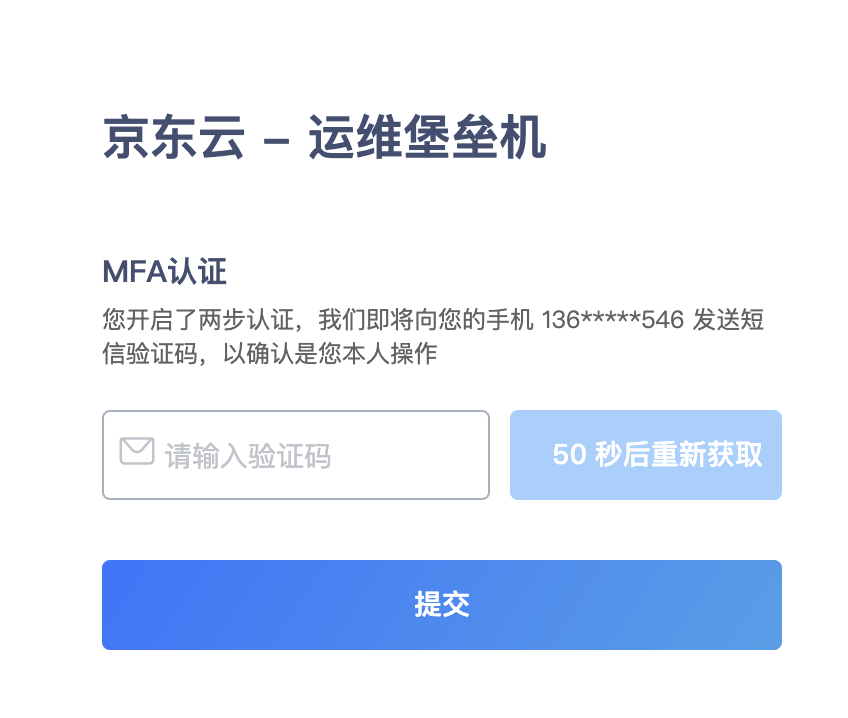 京东云 – 运维堡垒机
MFA认证
您开启了两步认证，我们即将向您的手机 136*****546 发送短
信验证码，以确认是您本人操作
请输入验证码
50 秒后重新获取
提交